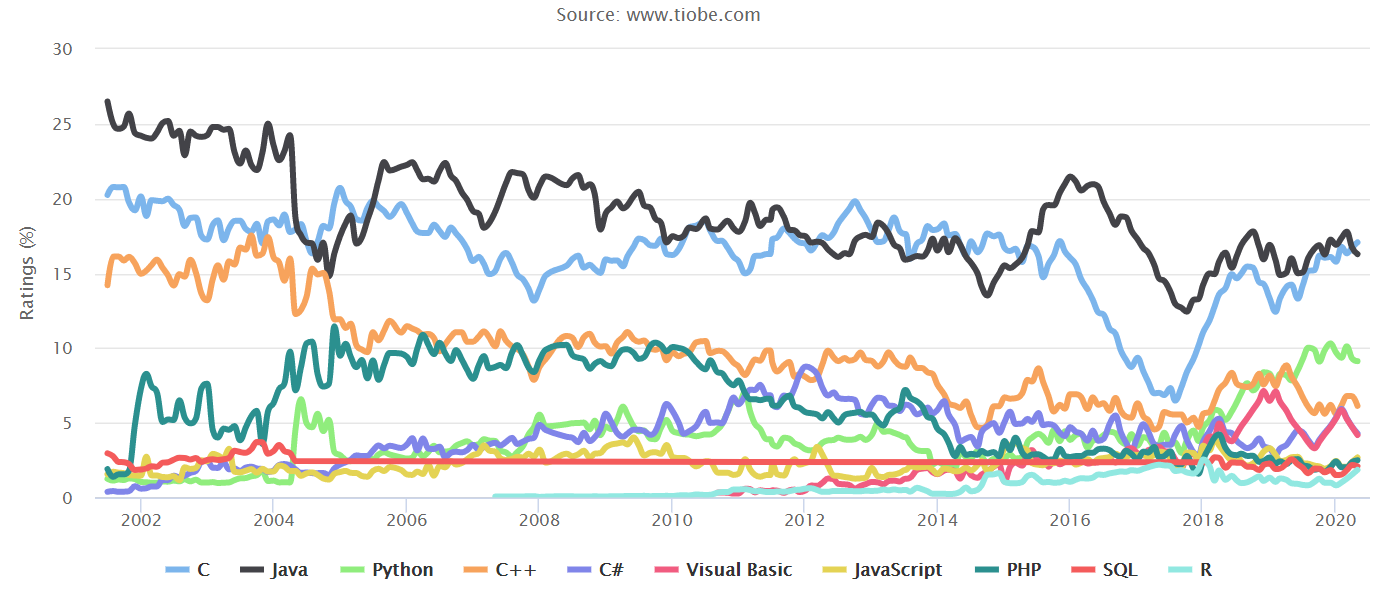 Source: www.tiobe.com
30
25
20
15
10
5
0
Ratings (%)
2002 2004 2006 2008 2010 2012 2014 2016 2018 2020
C Java Python C++ C# Visual Basic JavaScript PHP SQL R